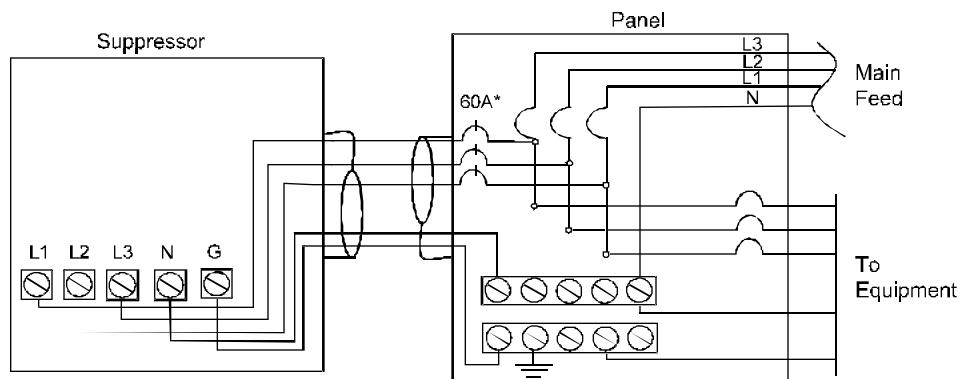 Suppressor
Panel
L3
L2
L1
N
Main
Feed
60A*
L1 L2 L3 N G
To
Equipment